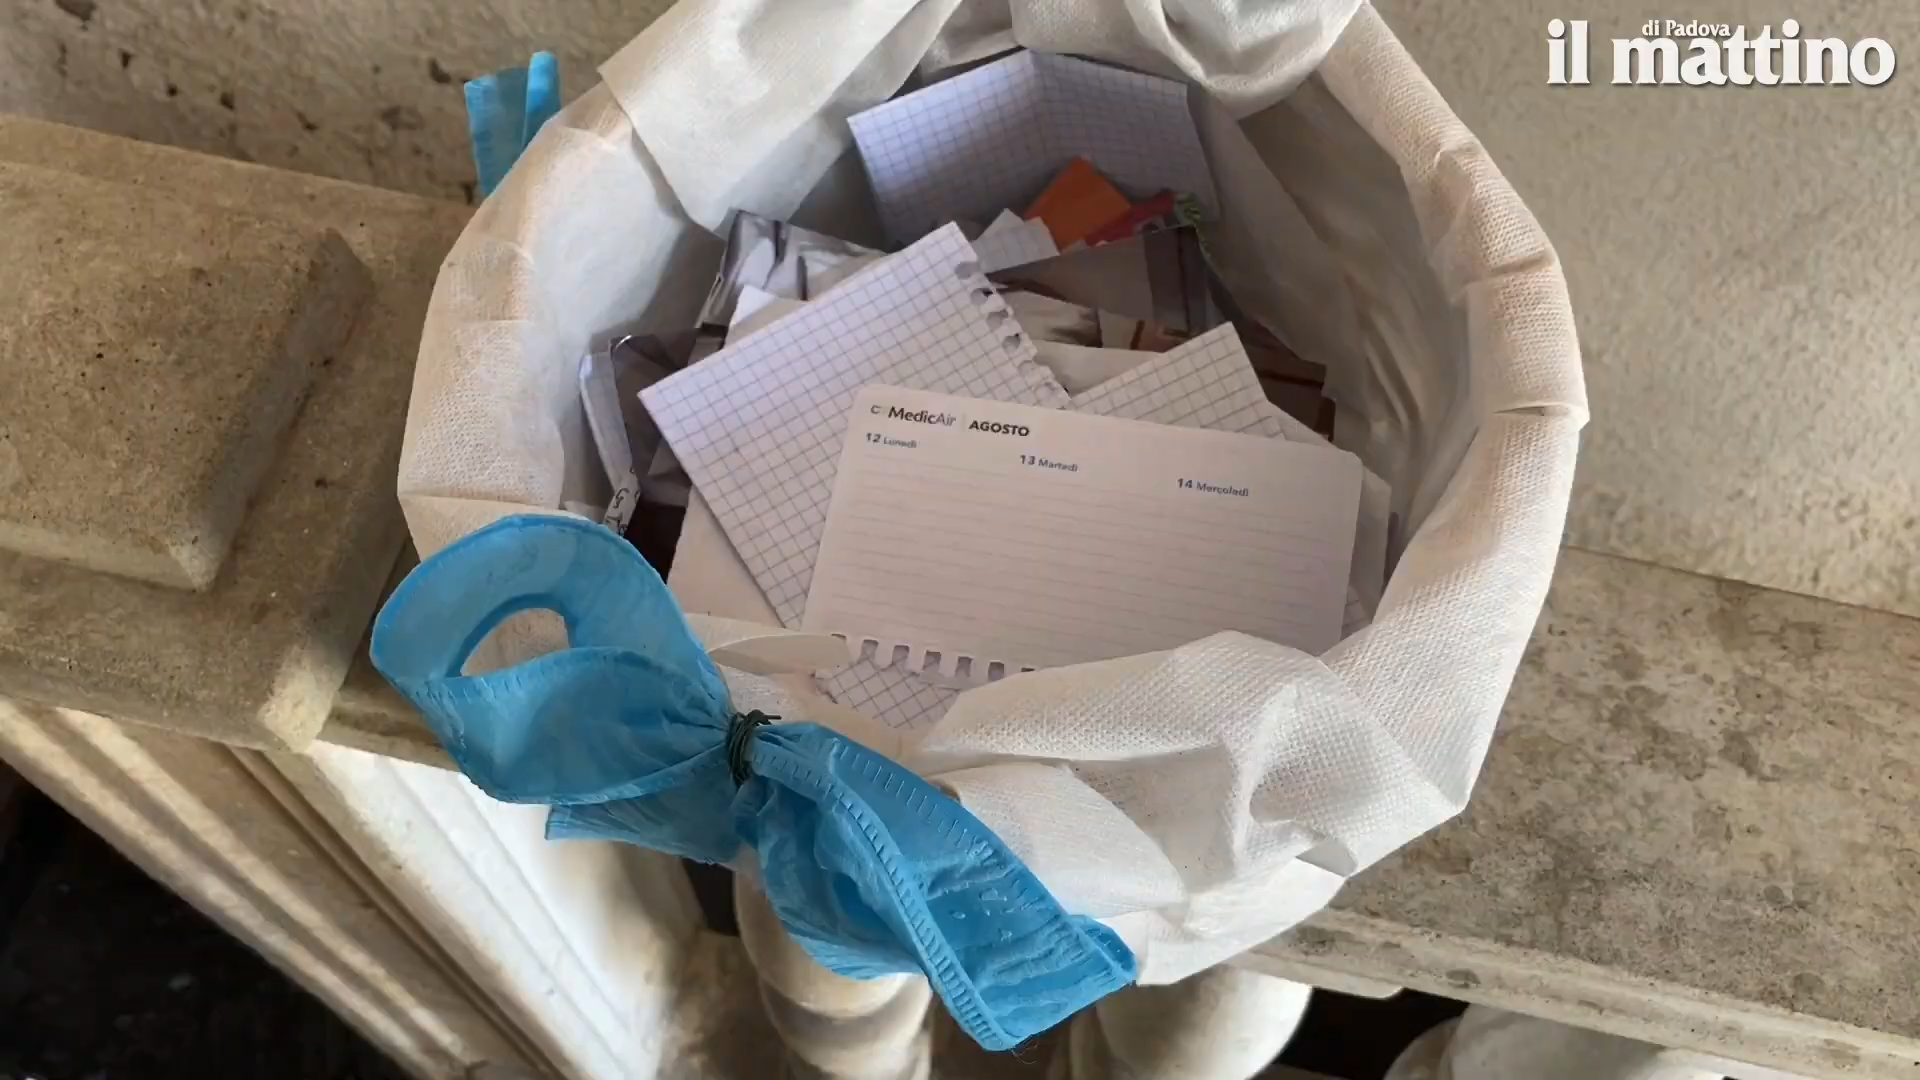 di Padova
il mattino
MedicAir AGOSTO
12 Lunedì
13 Martedì
14 Mercoledì